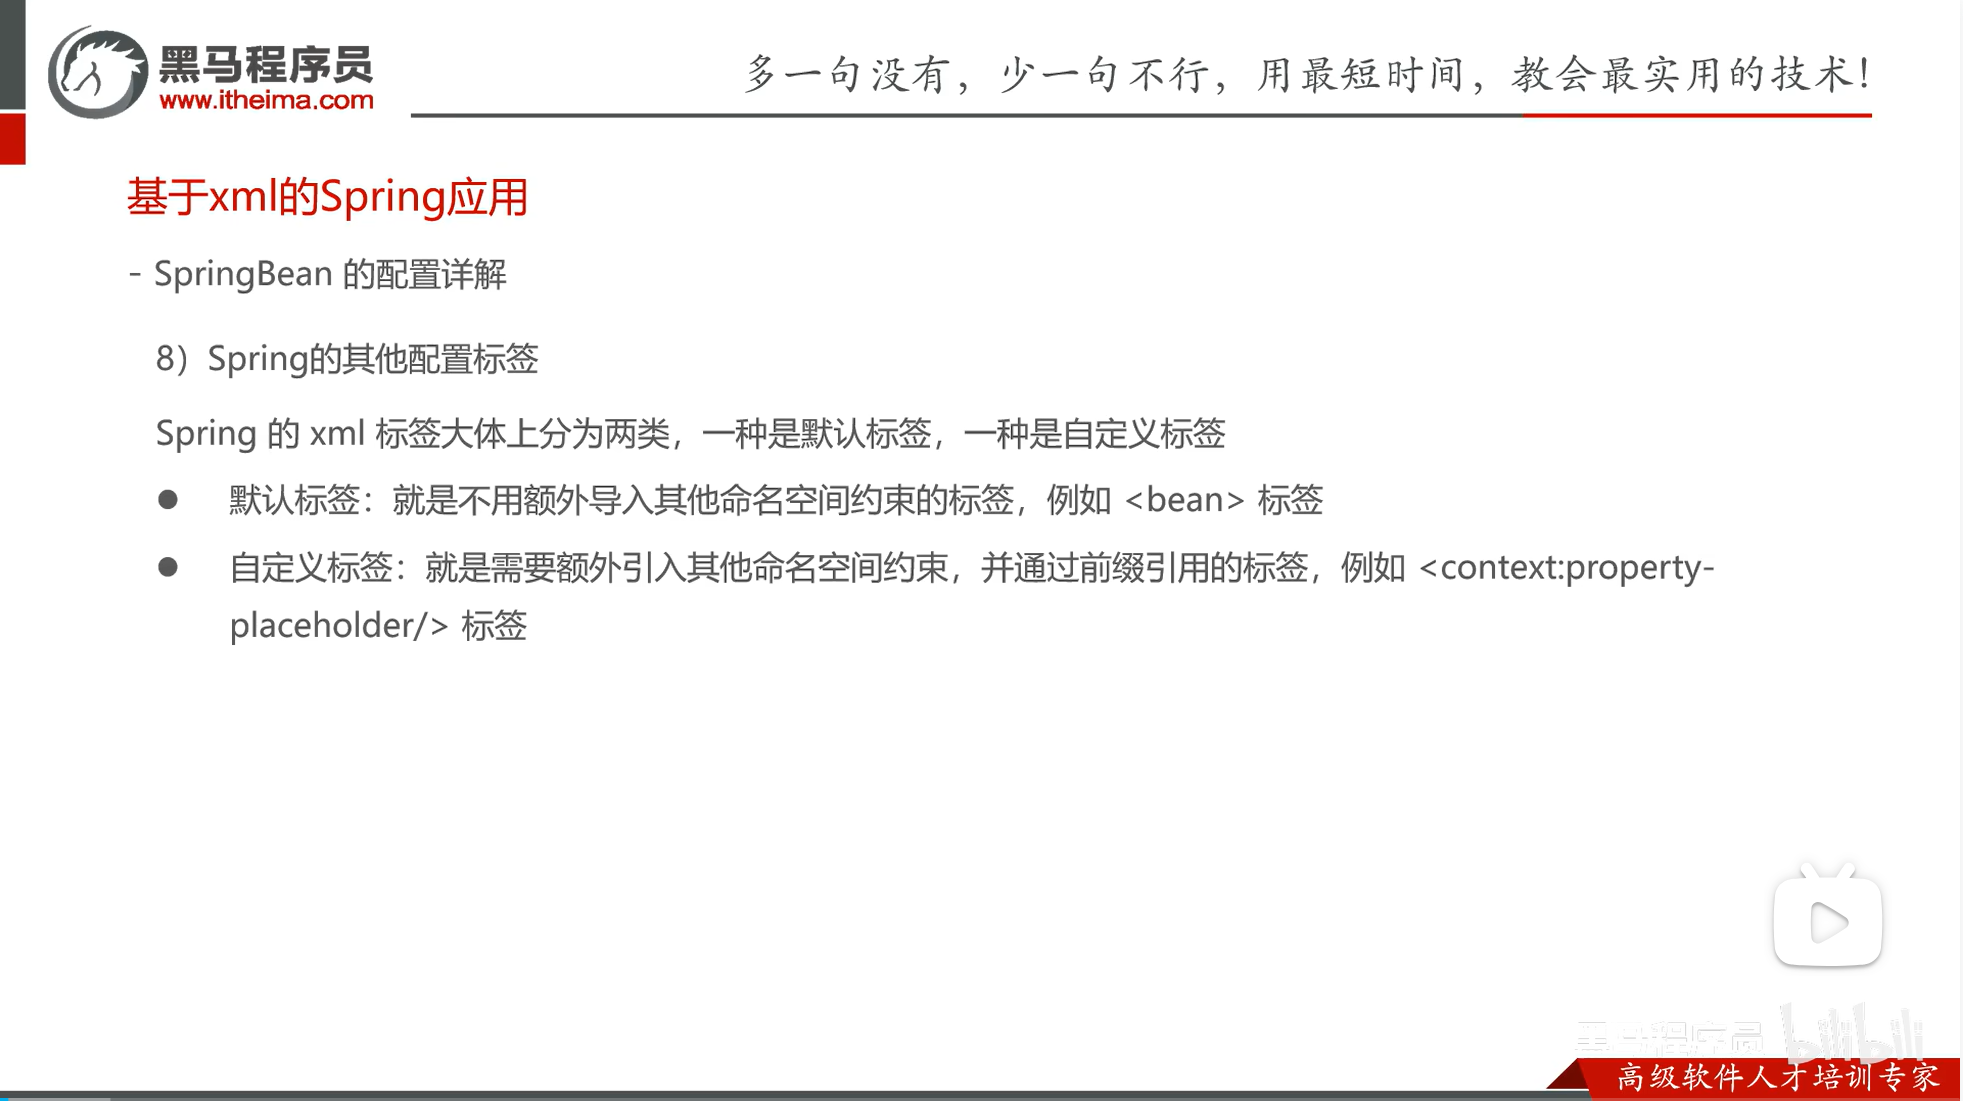 黑马程序员
www.itheima.com
多一句没有，少一句不行，用最短时间，教会最实用的技术！
基于xml的Spring应用
- SpringBean 的配置详解
8）Spring的其他配置标签
Spring 的 xml 标签大体上分为两类，一种是默认标签，一种是自定义标签
● 默认标签：就是不用额外导入其他命名空间约束的标签，例如 <bean> 标签
● 自定义标签：就是需要额外引入其他命名空间约束，并通过前缀引用的标签，例如 <context:property-
placeholder/> 标签
黑马程序员 bilibili
高级软件人才培训专家